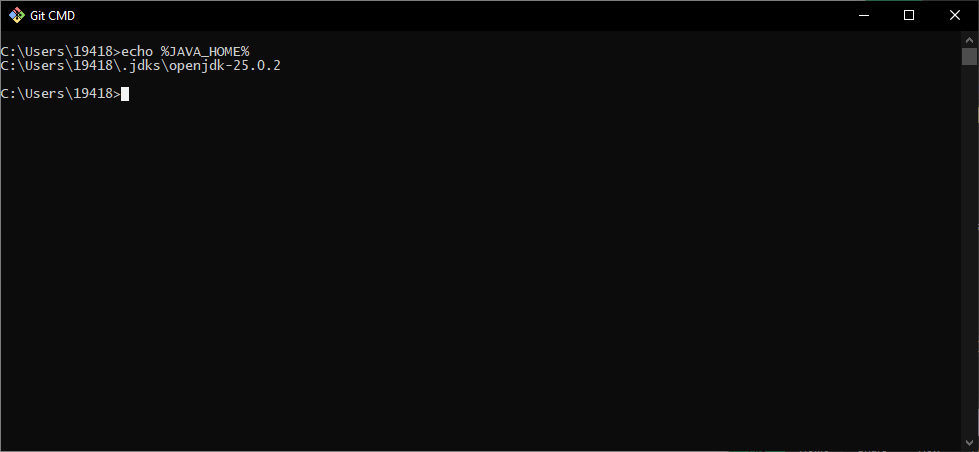 Git CMD
C:\Users\19418>echo %JAVA_HOME%
C:\Users\19418\.jdks\openjdk-25.0.2
C:\Users\19418>